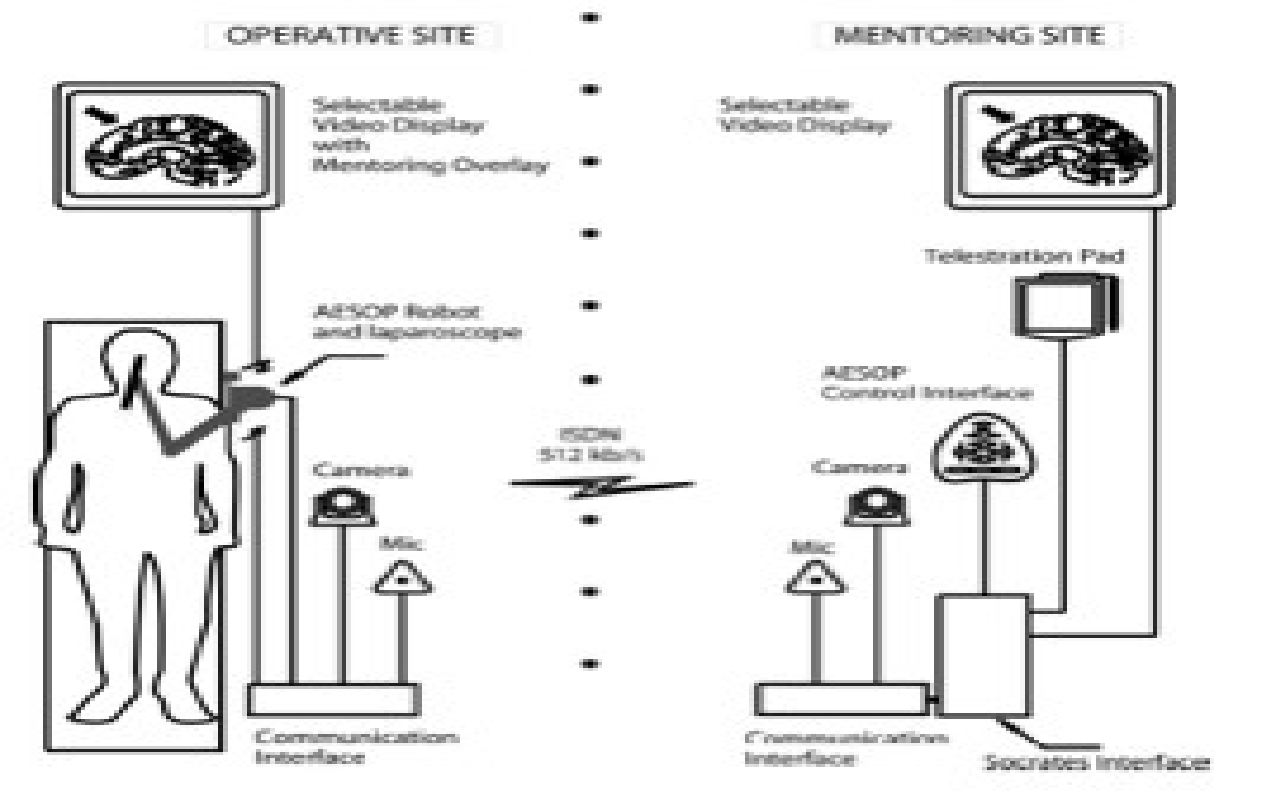 OPERATIVE SITE
Selectable
Video Display
with
Mentoring Overlay
AESOP Robot
and laparoscope
Camera
Mic
Communication
Interface
ISDN
512 kb/s
MENTORING SITE
Selectable
Video Display
Telestration Pad
AESOP
Control Interface
Camera
Mic
Communication
Interface
Socrates Interface